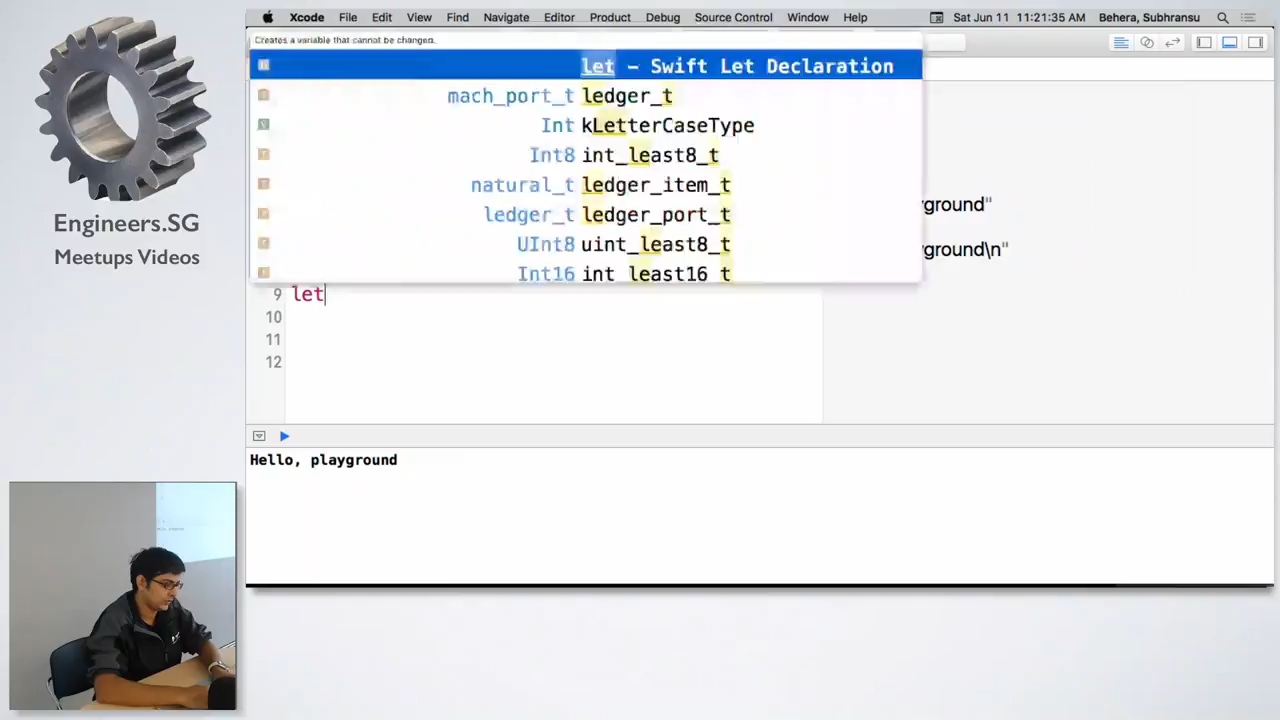 Xcode File Edit View Find Navigate Editor Product Debug Source Control Window Help Sat Jun 11 11:21:35 AM Behera, Subhransu
Creates a variable that cannot be changed.
let – Swift Let Declaration
mach_port_t ledger_t
Int kLetterCaseType
Int8 int_least8_t
natural_t ledger_item_t
ledger_t ledger_port_t
UInt8 uint_least8_t
Int16 int_least16_t
yground"
yground\n"
9 let
10
11
12
Hello, playground
Engineers.SG
Meetups Videos